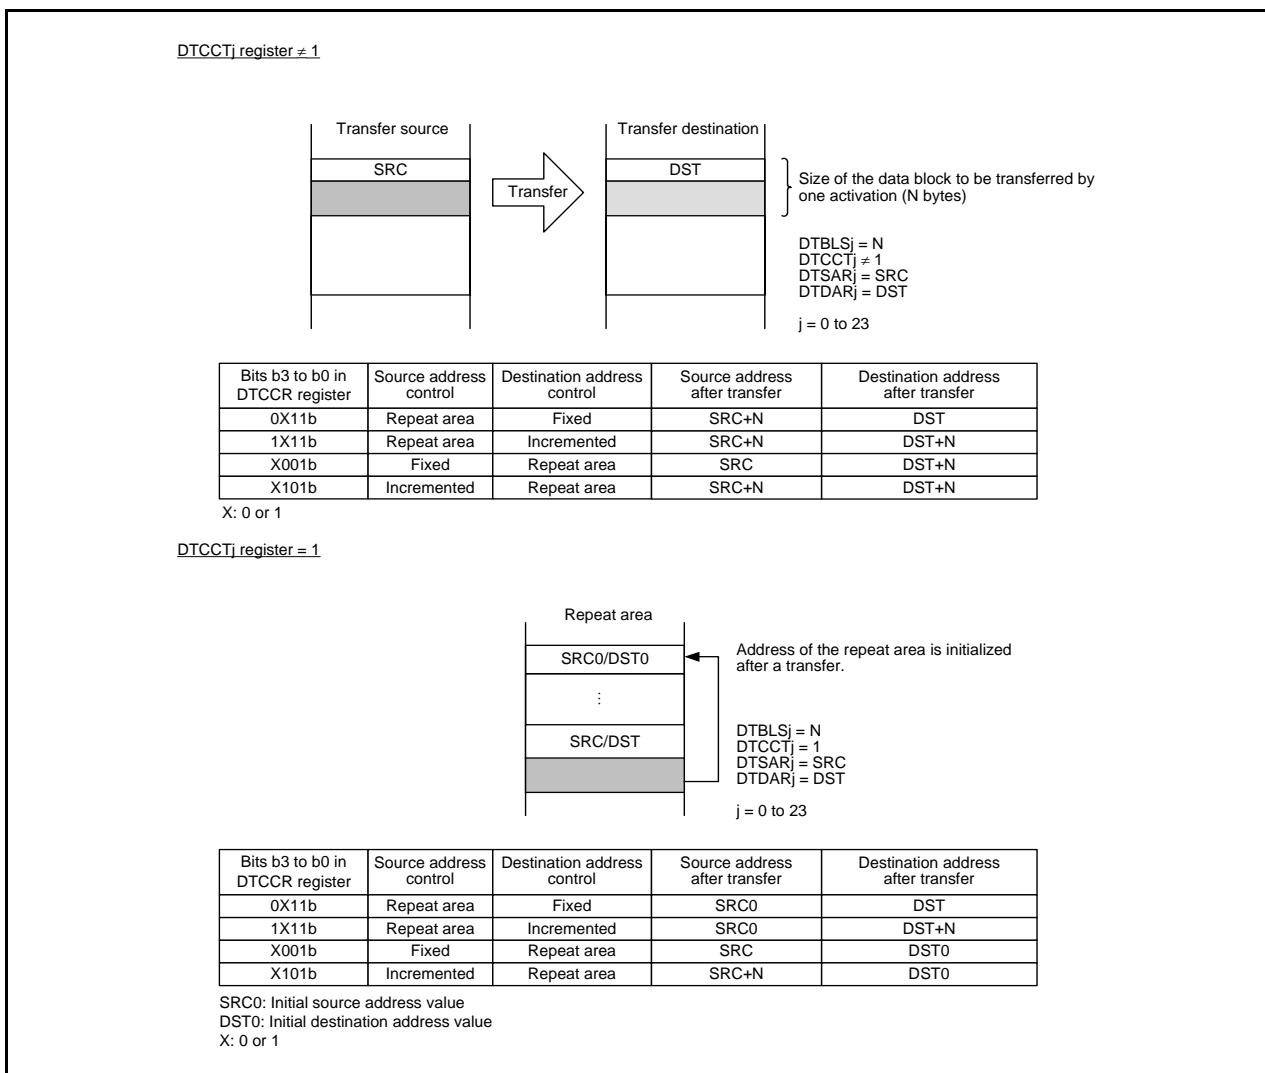 DTCCTj register ≠ 1
Transfer source
Transfer destination
SRC
DST
Transfer
Size of the data block to be transferred by
one activation (N bytes)
DTBLSj = N
DTCCTj ≠ 1
DTSARj = SRC
DTDARj = DST
j = 0 to 23
Bits b3 to b0 in DTCCR register | Source address control | Destination address control | Source address after transfer | Destination address after transfer
0X11b | Repeat area | Fixed | SRC+N | DST
1X11b | Repeat area | Incremented | SRC+N | DST+N
X001b | Fixed | Repeat area | SRC | DST+N
X101b | Incremented | Repeat area | SRC+N | DST+N
X: 0 or 1
DTCCTj register = 1
Repeat area
SRC0/DST0
⋮
SRC/DST
Address of the repeat area is initialized
after a transfer.
DTBLSj = N
DTCCTj = 1
DTSARj = SRC
DTDARj = DST
j = 0 to 23
Bits b3 to b0 in DTCCR register | Source address control | Destination address control | Source address after transfer | Destination address after transfer
0X11b | Repeat area | Fixed | SRC0 | DST
1X11b | Repeat area | Incremented | SRC0 | DST+N
X001b | Fixed | Repeat area | SRC | DST0
X101b | Incremented | Repeat area | SRC+N | DST0
SRC0: Initial source address value
DST0: Initial destination address value
X: 0 or 1